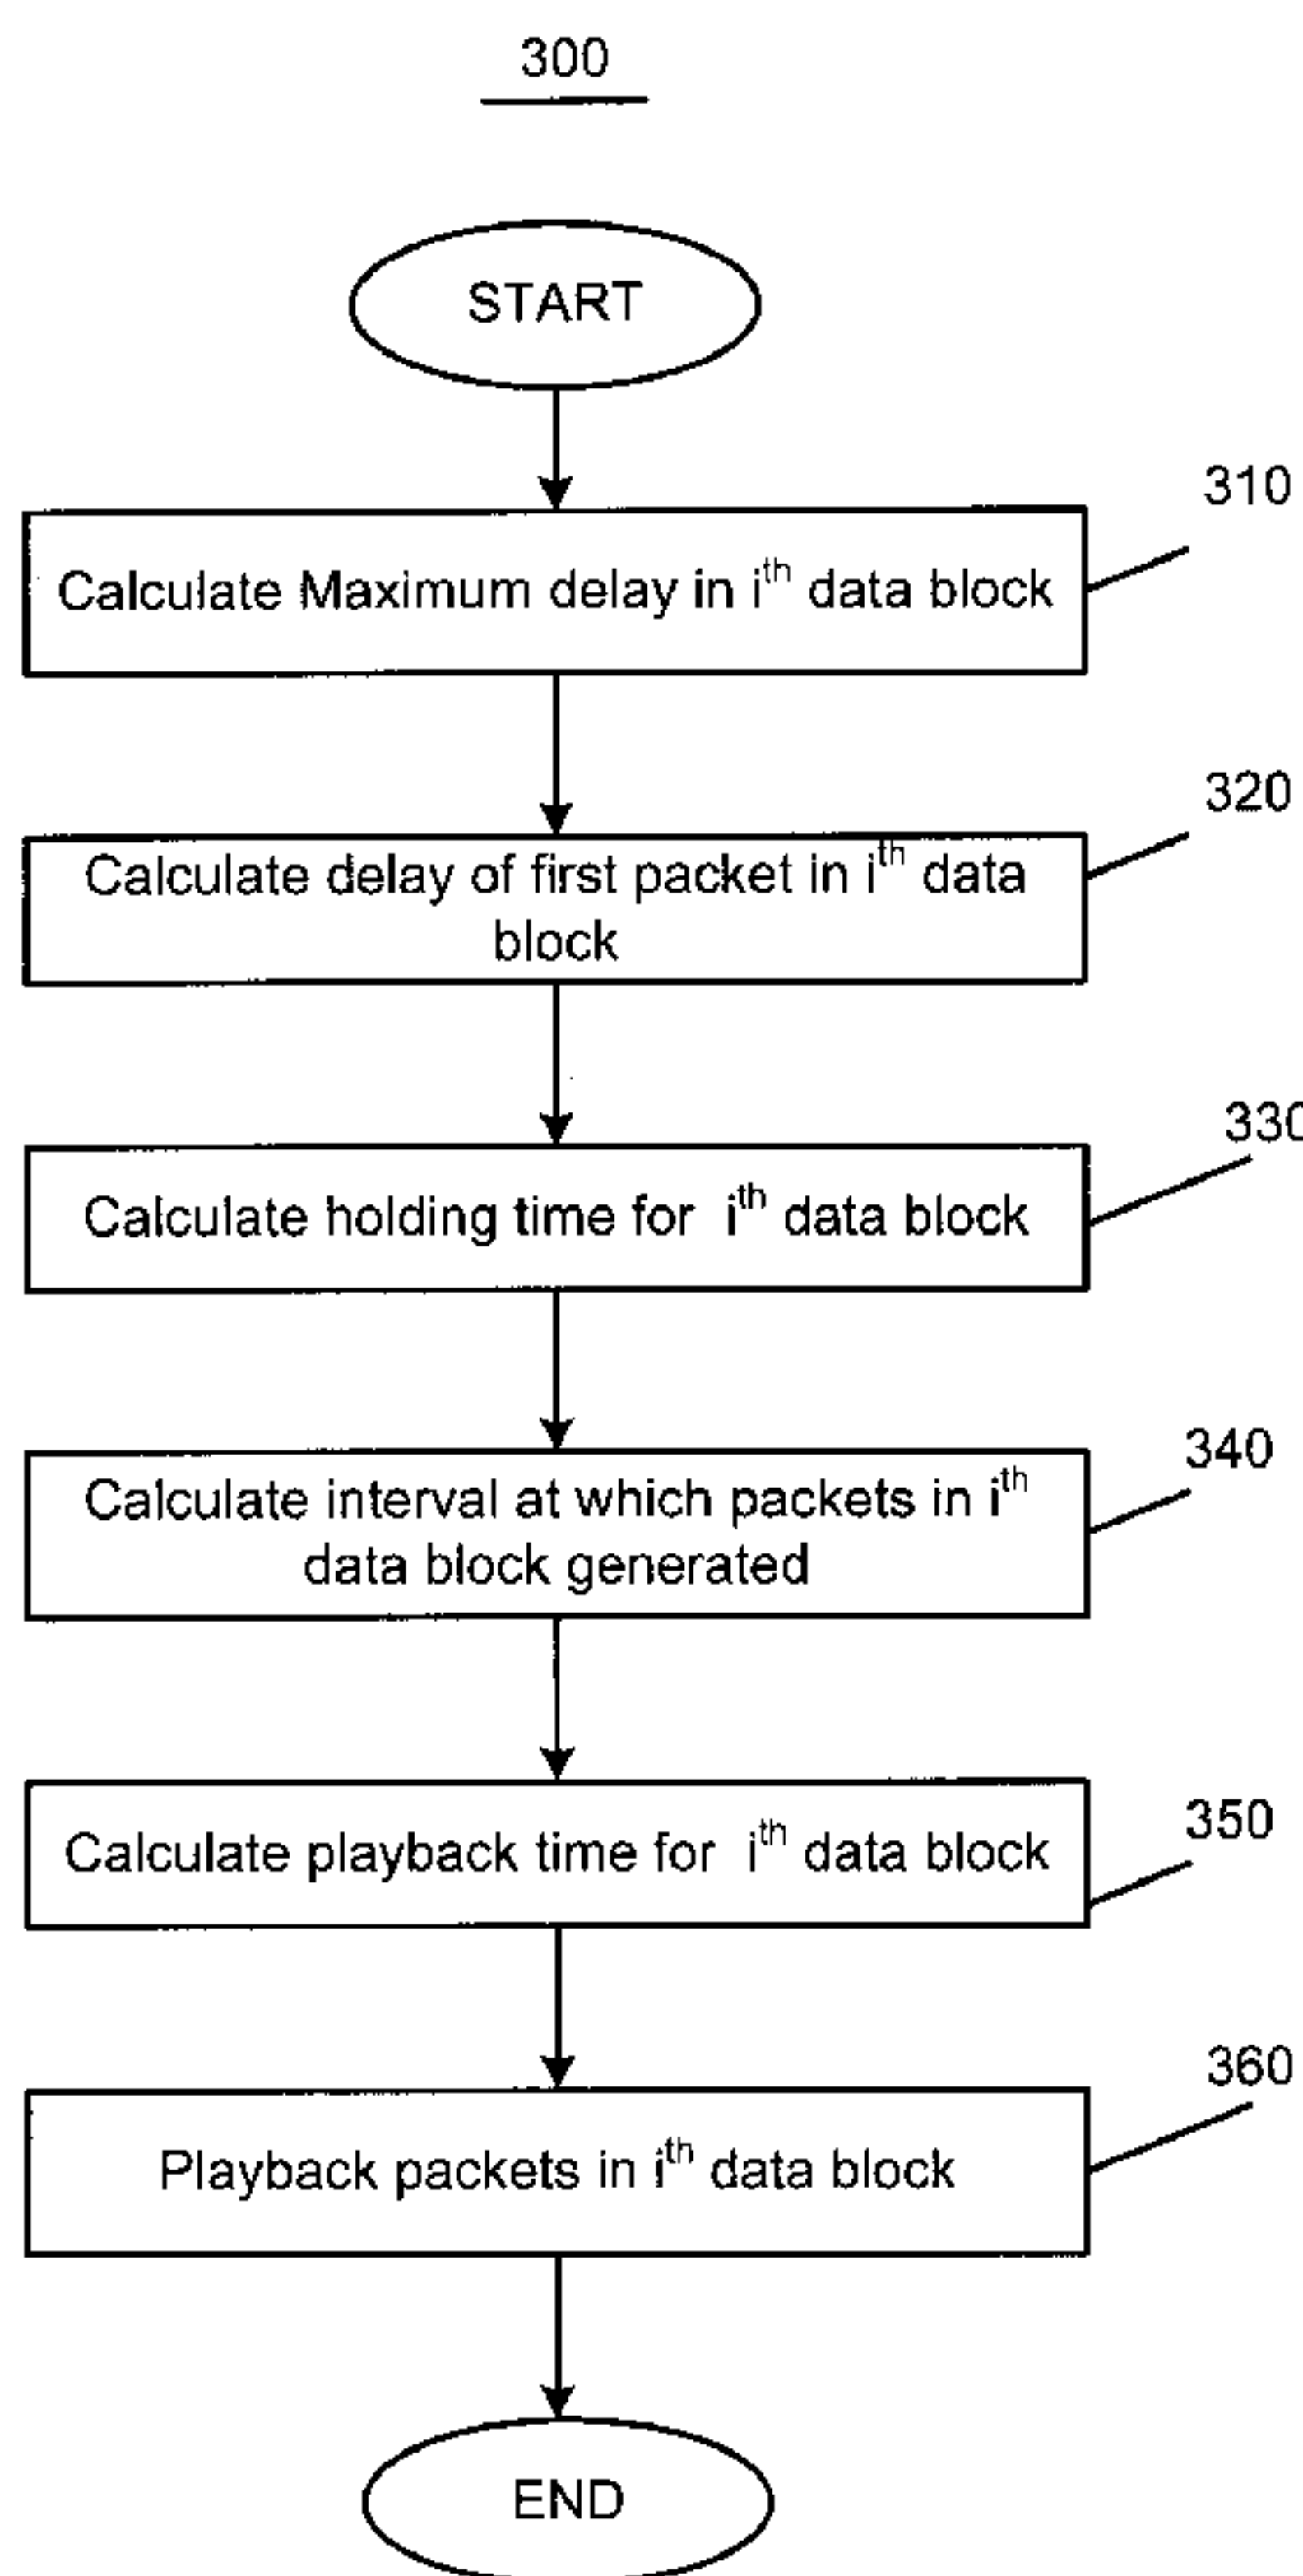 300
START
310
Calculate Maximum delay in ith data block
320
Calculate delay of first packet in ith data
block
330
Calculate holding time for ith data block
340
Calculate interval at which packets in ith
data block generated
350
Calculate playback time for ith data block
360
Playback packets in ith data block
END